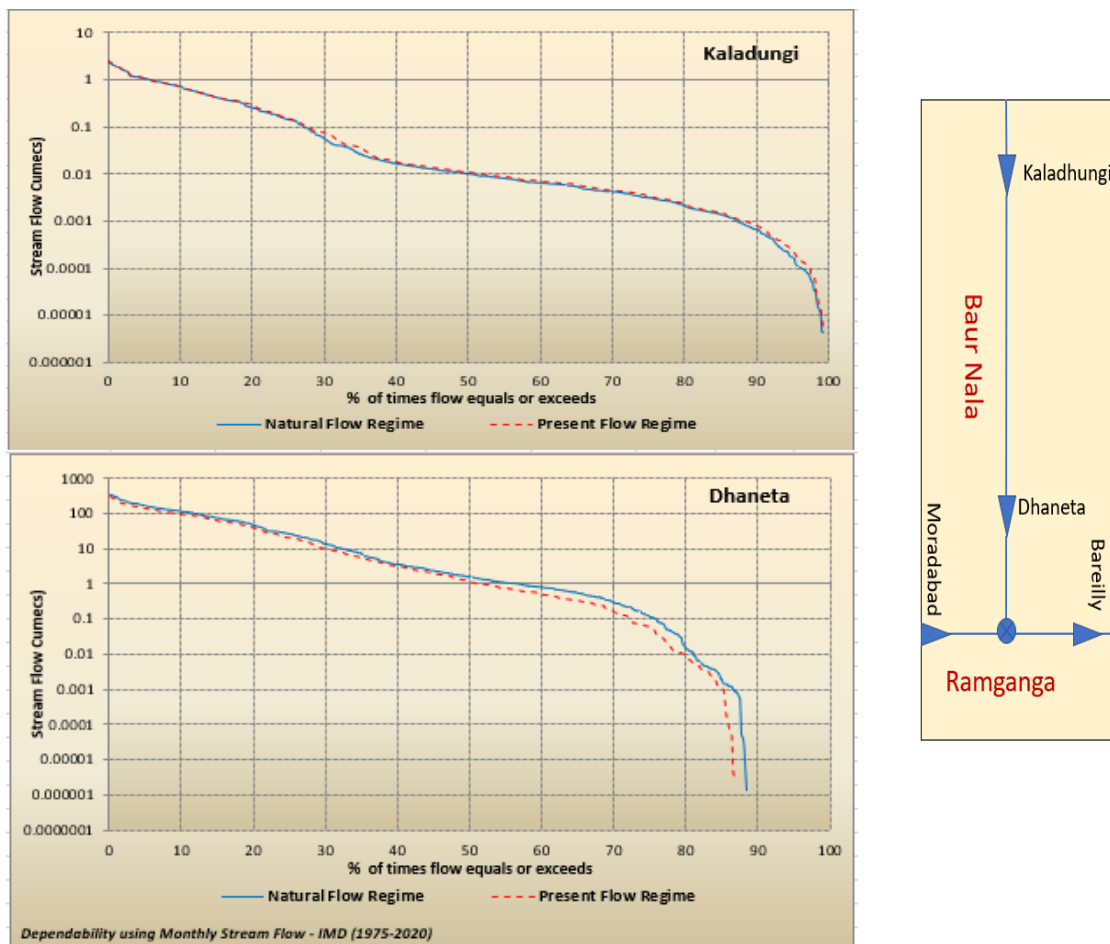 Kaladungi
Stream Flow Cumecs)
10
1
0.1
0.01
0.001
0.0001
0.00001
0.000001
0 10 20 30 40 50 60 70 80 90 100
% of times flow equals or exceeds
Natural Flow Regime Present Flow Regime
Dhaneta
Stream Flow Cumecs)
1000
100
10
1
0.1
0.01
0.001
0.0001
0.00001
0.000001
0.0000001
0 10 20 30 40 50 60 70 80 90 100
% of times flow equals or exceeds
Natural Flow Regime Present Flow Regime
Dependability using Monthly Stream Flow - IMD (1975-2020)
Kaladhungi
Baur Nala
Dhaneta
Moradabad
Bareilly
Ramganga